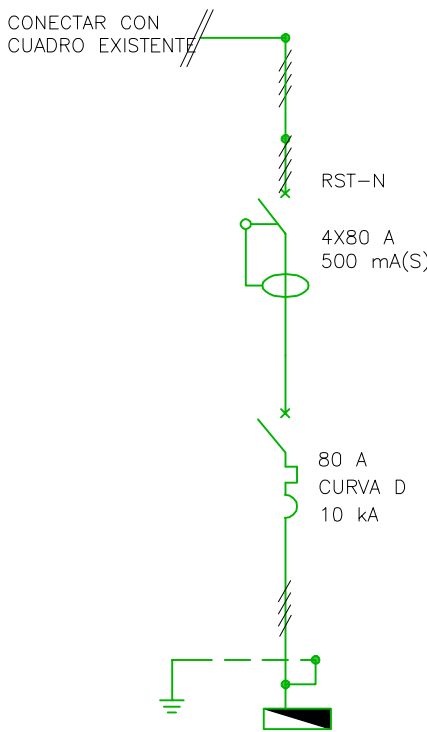 CONECTAR CON
CUADRO EXISTENTE
RST-N
4X80 A
500 mA(S)
80 A
CURVA D
10 kA